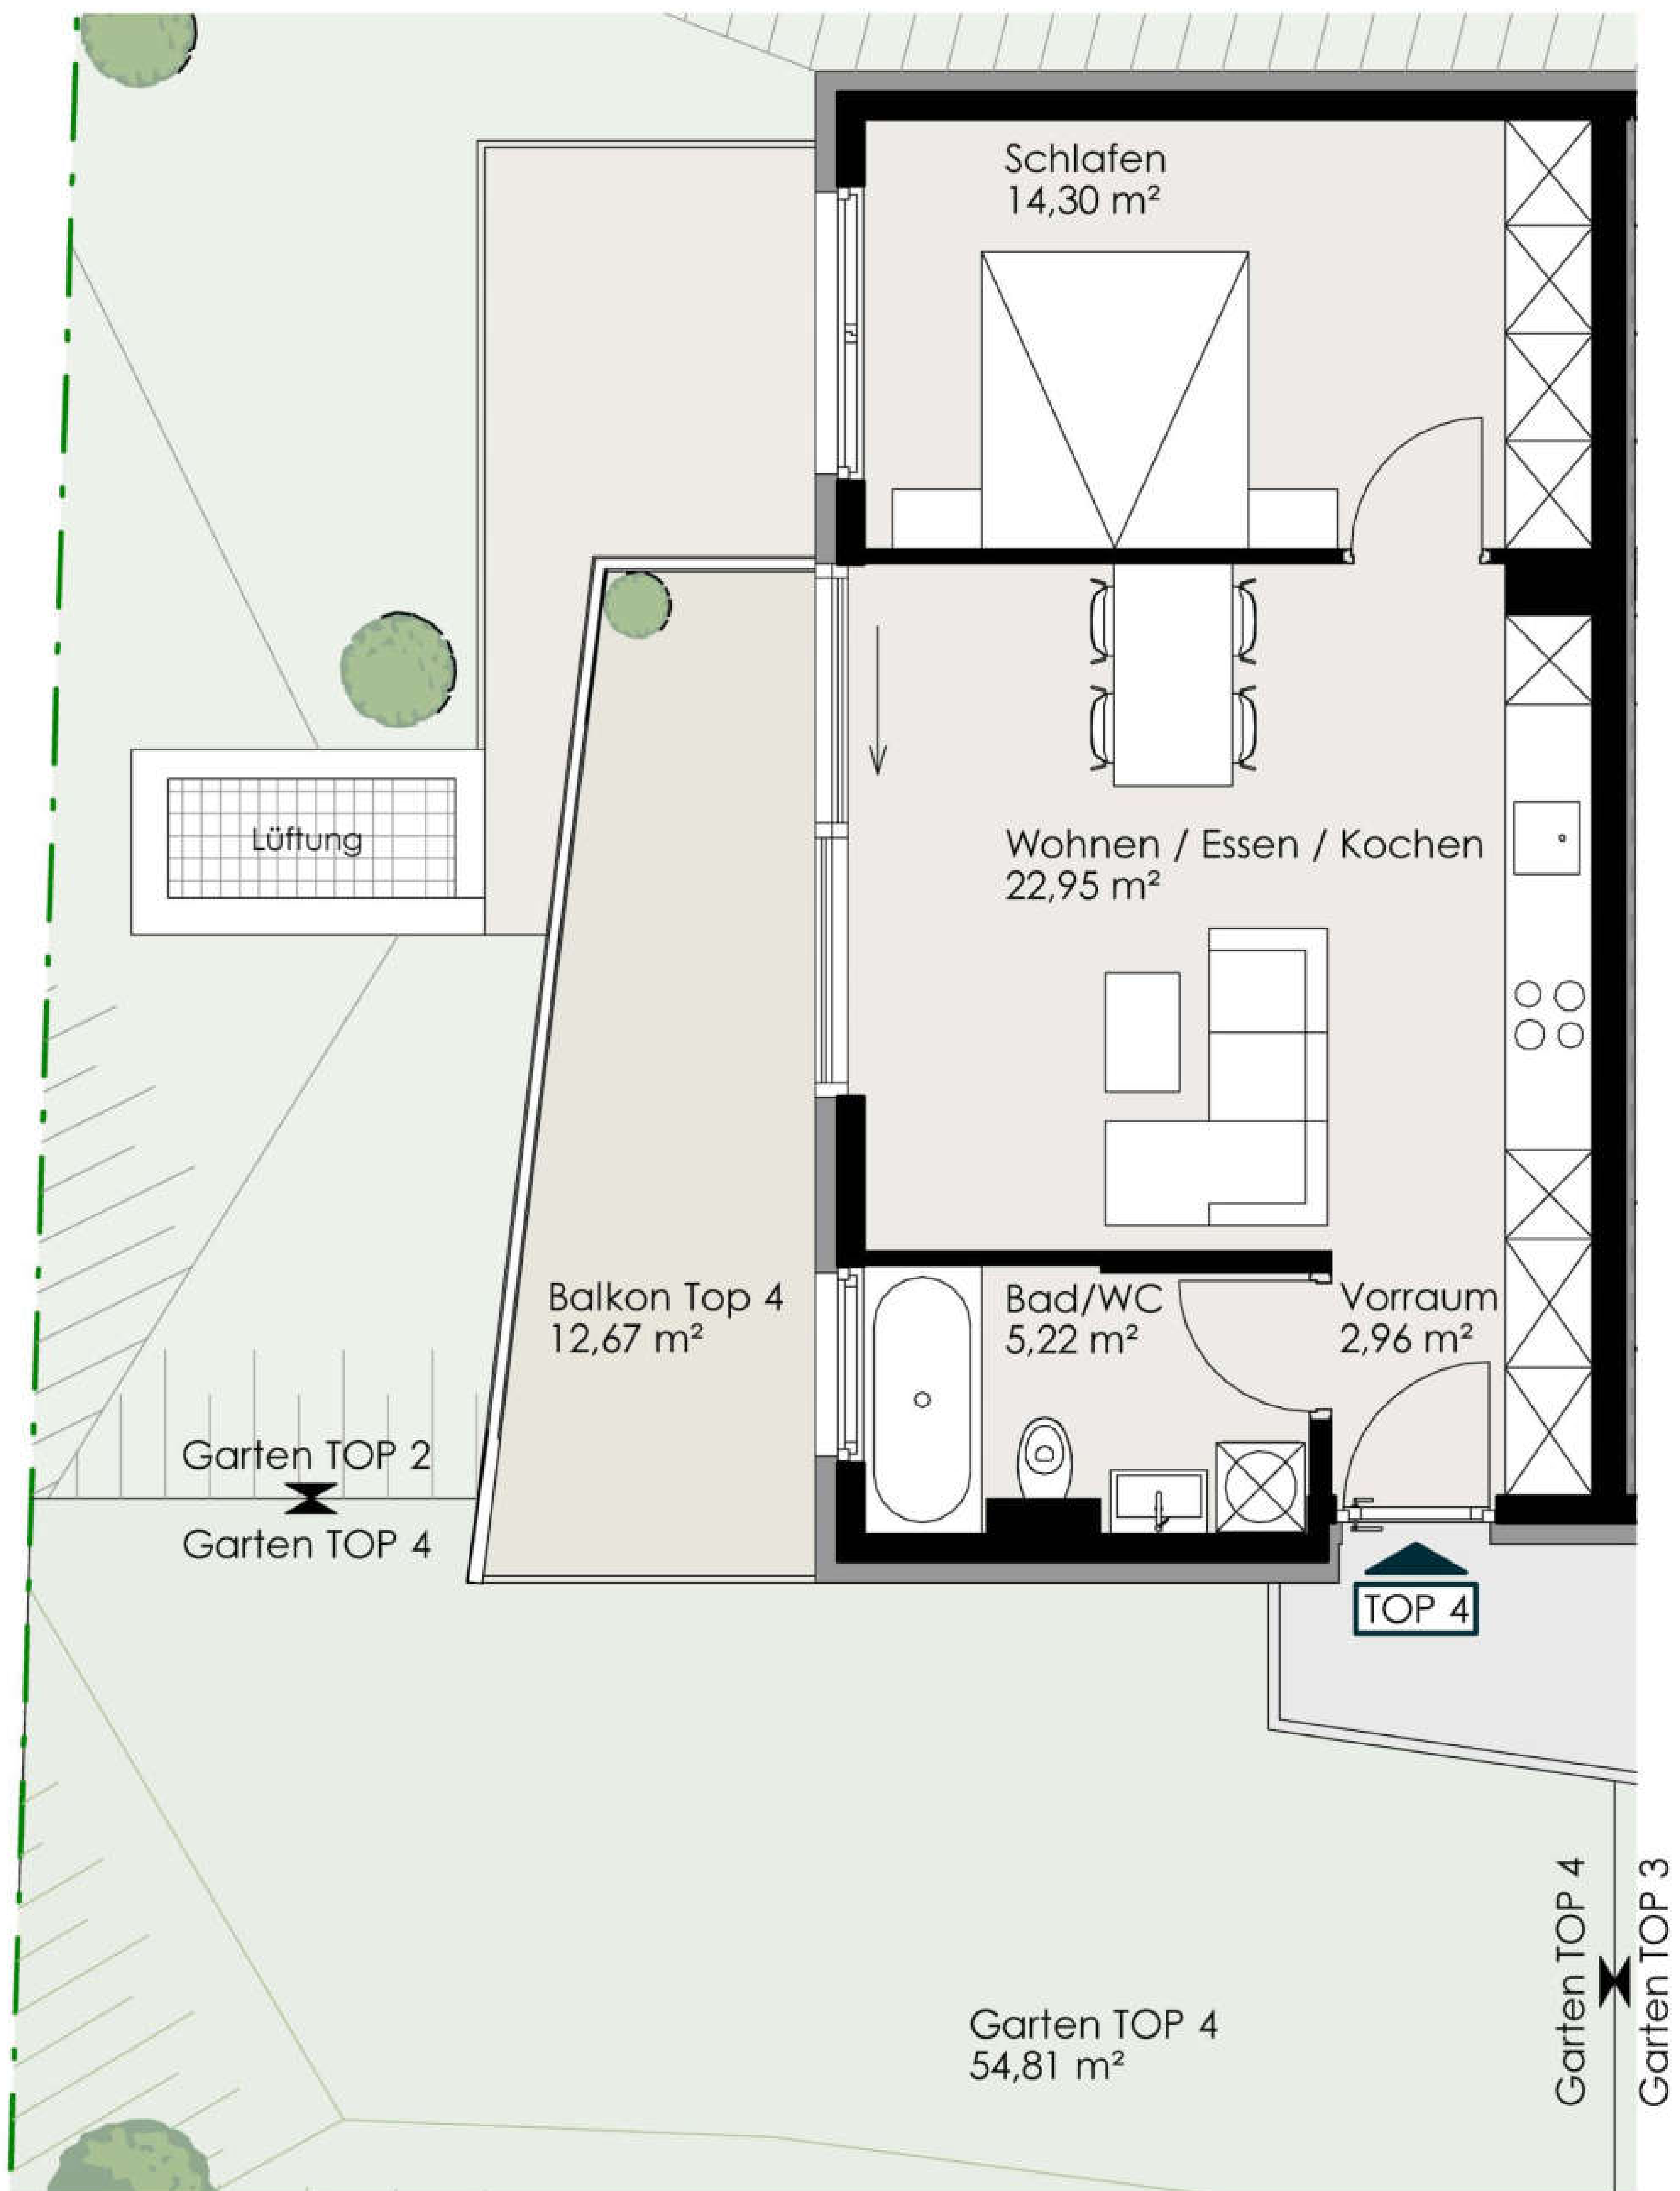 Schlafen
14,30 m²
Lüftung
Wohnen / Essen / Kochen
22,95 m²
Balkon Top 4
12,67 m²
Bad/WC
5,22 m²
Vorraum
2,96 m²
Garten TOP 2
Garten TOP 4
TOP 4
Garten TOP 4
54,81 m²
Garten TOP 4
Garten TOP 3